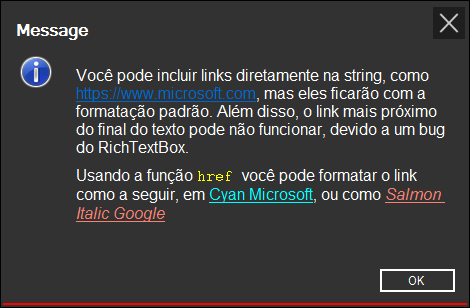 Message
Você pode incluir links diretamente na string, como
https://www.microsoft.com, mas eles ficarão com a
formatação padrão. Além disso, o link mais próximo
do final do texto pode não funcionar, devido a um bug
do RichTextBox.
Usando a função href você pode formatar o link
como a seguir, em Cyan Microsoft, ou como Salmon
Italic Google
OK